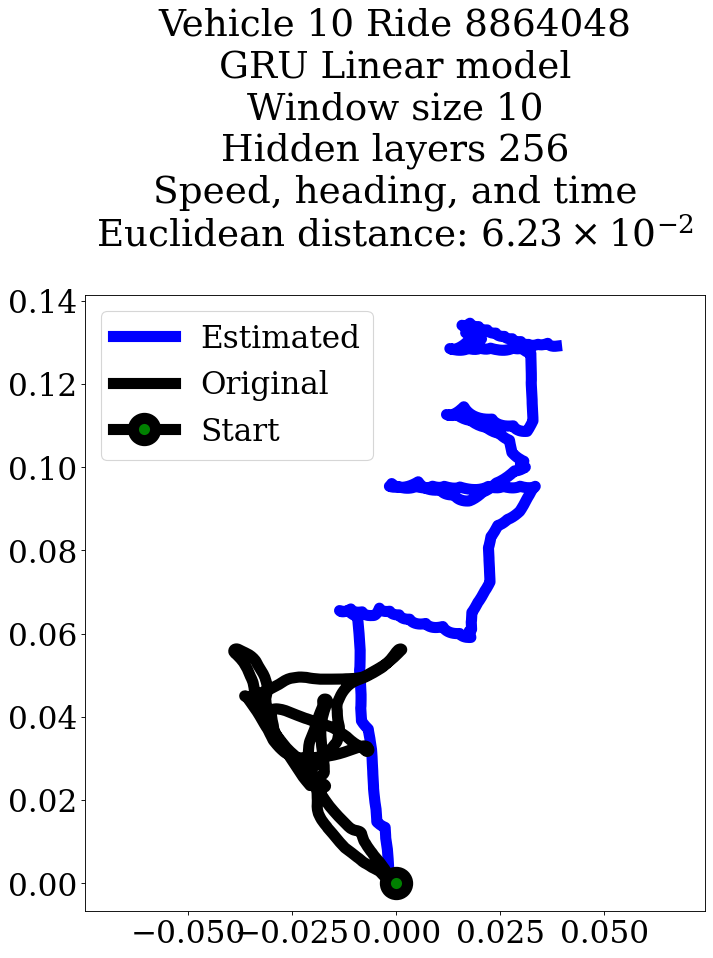 Vehicle 10 Ride 8864048
GRU Linear model
Window size 10
Hidden layers 256
Speed, heading, and time
Euclidean distance: 6.23 × 10⁻²
0.14
0.12
0.10
0.08
0.06
0.04
0.02
0.00
Estimated
Original
Start
−0.050 −0.025 0.000 0.025 0.050